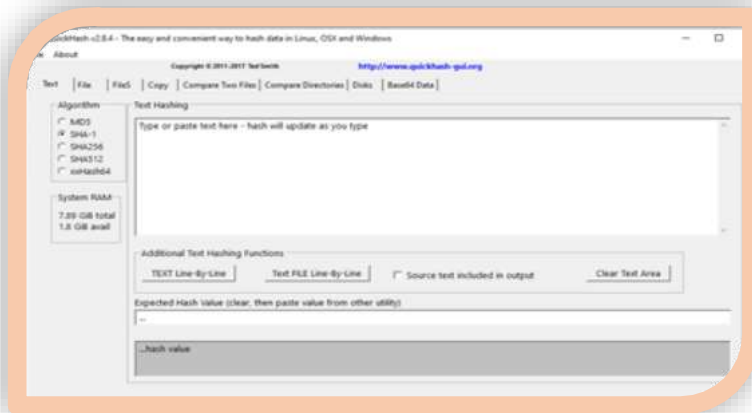 QuickHash v2.8.4 - The easy and convenient way to hash data in Linux, OSX and Windows
About
Copyright © 2011-2017 Ted Smith http://www.quickhash-gui.org
Text File FileS Copy Compare Two Files Compare Directories Disks Base64 Data
Algorithm
MD5
SHA-1
SHA256
SHA512
xxHash64
System RAM
7.89 GiB total
1.8 GiB avail
Text Hashing
Type or paste text here - hash will update as you type
Additional Text Hashing Functions
TEXT Line-By-Line Text FILE Line-By-Line Source text included in output Clear Text Area
Expected Hash Value (clear, then paste value from other utility)
...
...hash value